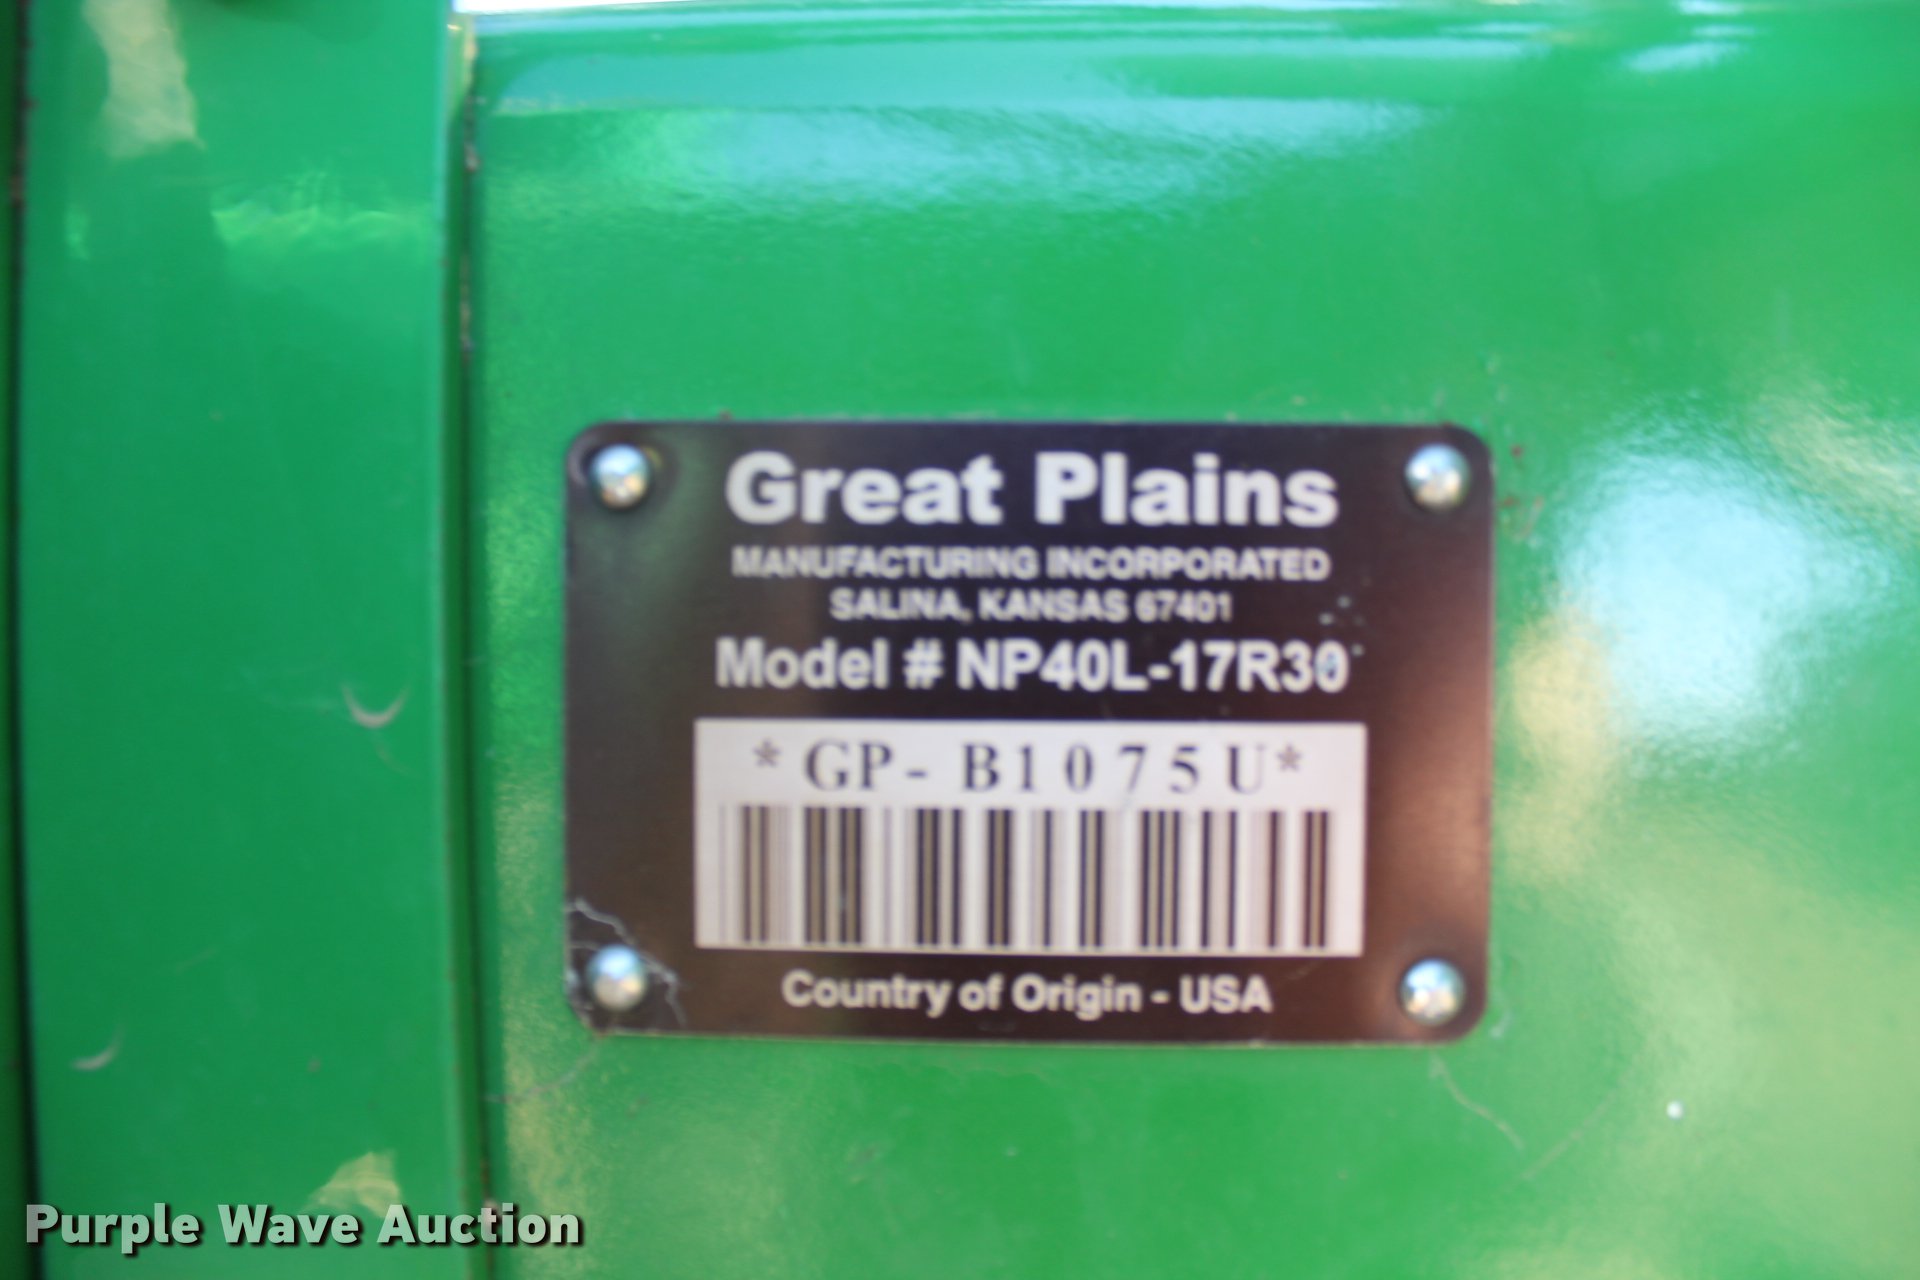 Great Plains
MANUFACTURING INCORPORATED
SALINA, KANSAS 67401
Model # NP40L-17R30
*GP- B1075U*
Country of Origin - USA
Purple Wave Auction